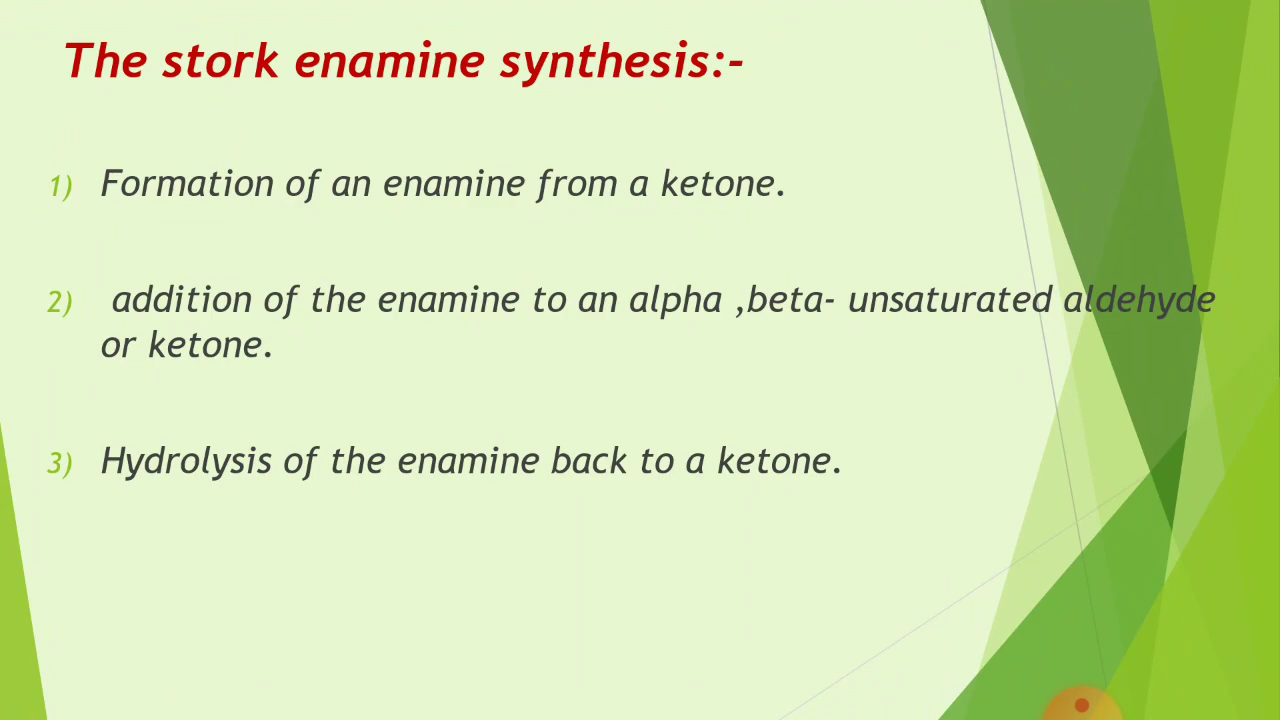 The stork enamine synthesis:-
1) Formation of an enamine from a ketone.
2) addition of the enamine to an alpha ,beta- unsaturated aldehyde
or ketone.
3) Hydrolysis of the enamine back to a ketone.